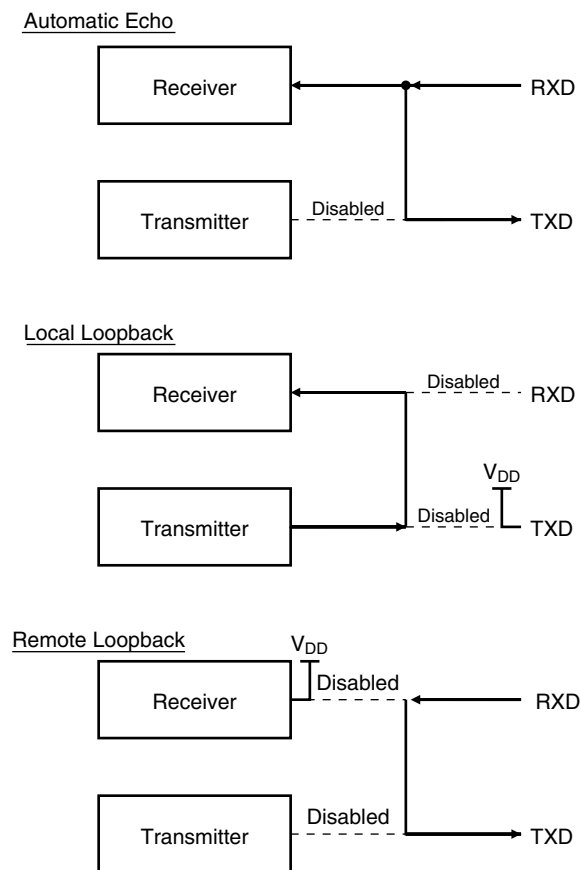 Automatic Echo
Receiver
RXD
Transmitter
Disabled
TXD
Local Loopback
Receiver
Disabled
RXD
VDD
Transmitter
Disabled
TXD
Remote Loopback
VDD
Receiver
Disabled
RXD
Transmitter
Disabled
TXD